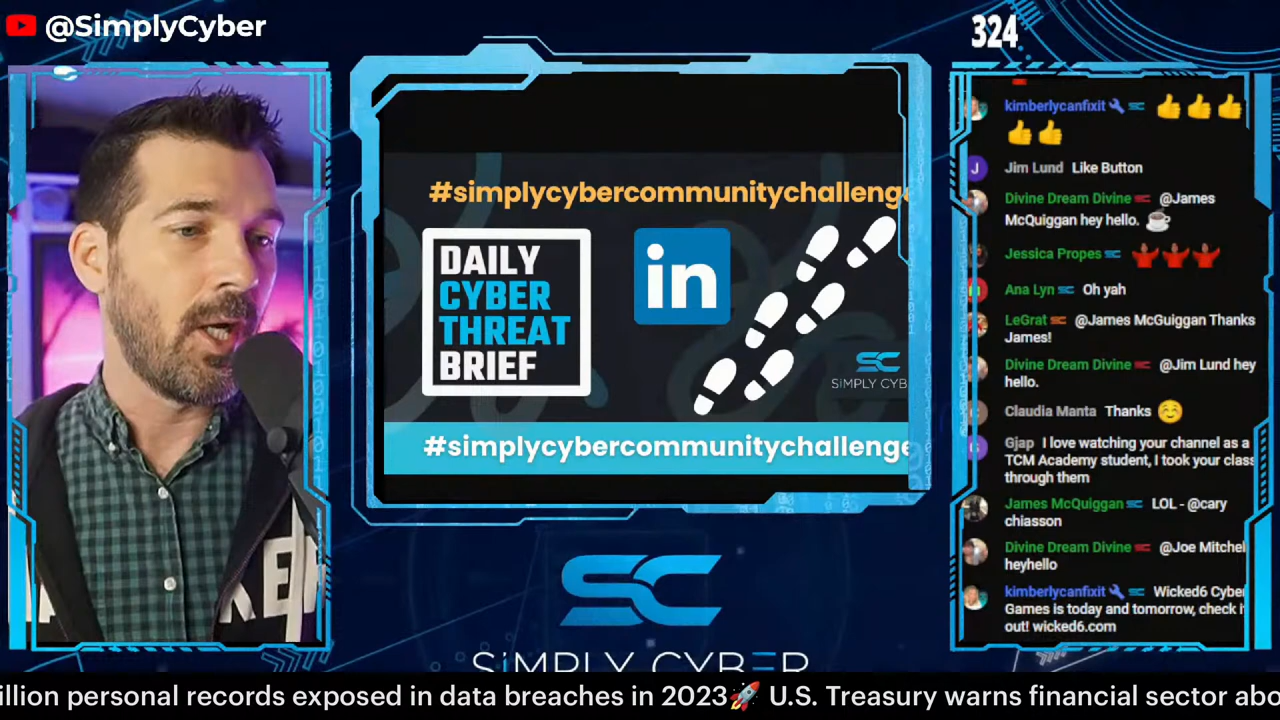 @SimplyCyber
324
#simplycybercommunitychallenge
DAILY
CYBER
THREAT
BRIEF
in
SC
SIMPLY CYB
#simplycybercommunitychallenge
SC
SiMPLY CYBER
kimberlycanfixit 🔧 👍👍👍
👍👍
J
Jim Lund Like Button
Divine Dream Divine @James
McQuiggan hey hello. ☕
Jessica Propes
Ana Lyn Oh yah
LeGrat @James McGuiggan Thanks
James!
Divine Dream Divine @Jim Lund hey
hello.
Claudia Manta Thanks ☺️
Gjap I love watching your channel as a
TCM Academy student, I took your class
through them
James McQuiggan LOL - @cary
chiasson
Divine Dream Divine @Joe Mitchel
heyhello
kimberlycanfixit 🔧 Wicked6 Cyber
Games is today and tomorrow, check i
out! wicked6.com
illion personal records exposed in data breaches in 2023🚀 U.S. Treasury warns financial sector abo